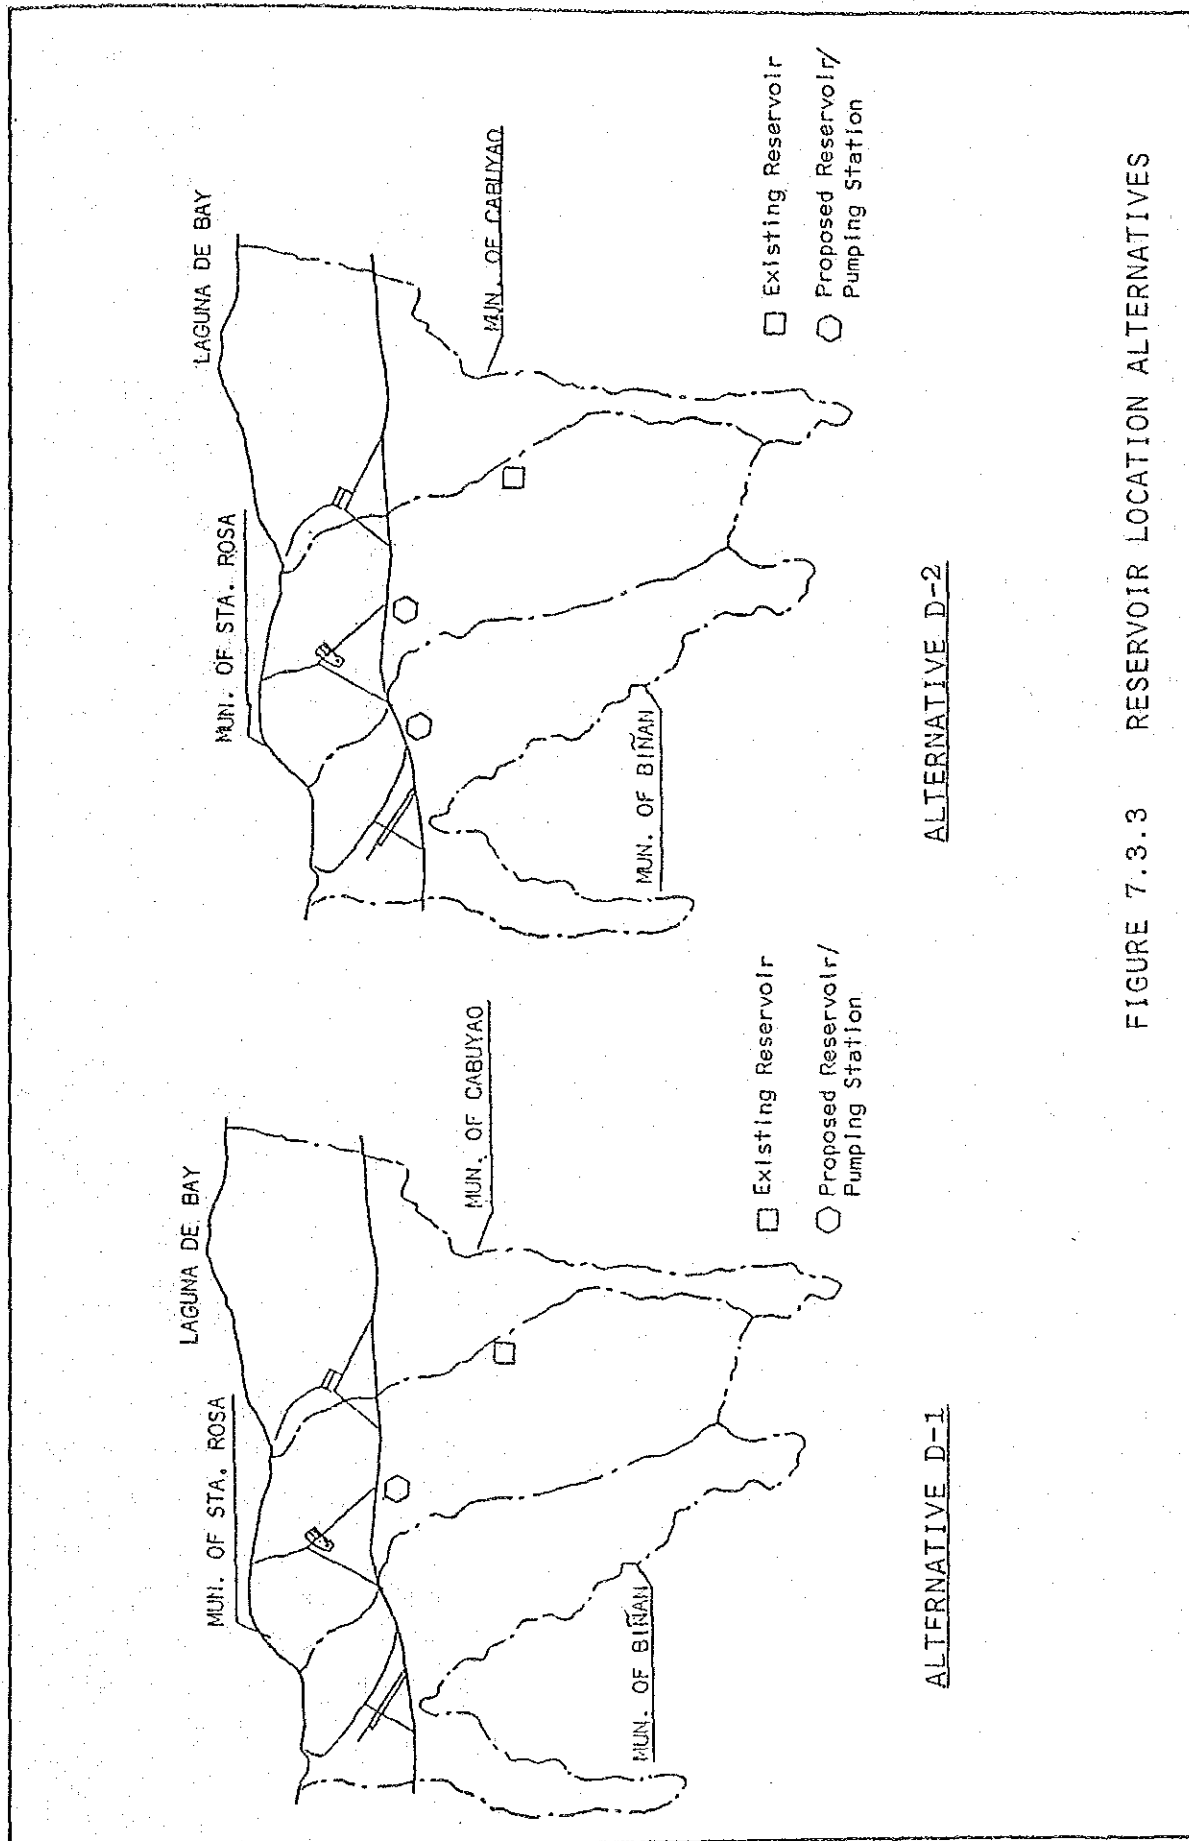 LAGUNA DE BAY
MUN. OF STA. ROSA
MUN. OF CABUYAO
MUN. OF BIÑAN
Existing Reservoir
Proposed Reservoir/
Pumping Station
ALTERNATIVE D-1
LAGUNA DE BAY
MUN. OF STA. ROSA
MUN. OF CABUYAO
MUN. OF BIÑAN
Existing Reservoir
Proposed Reservoir/
Pumping Station
ALTERNATIVE D-2
FIGURE 7.3.3 RESERVOIR LOCATION ALTERNATIVES